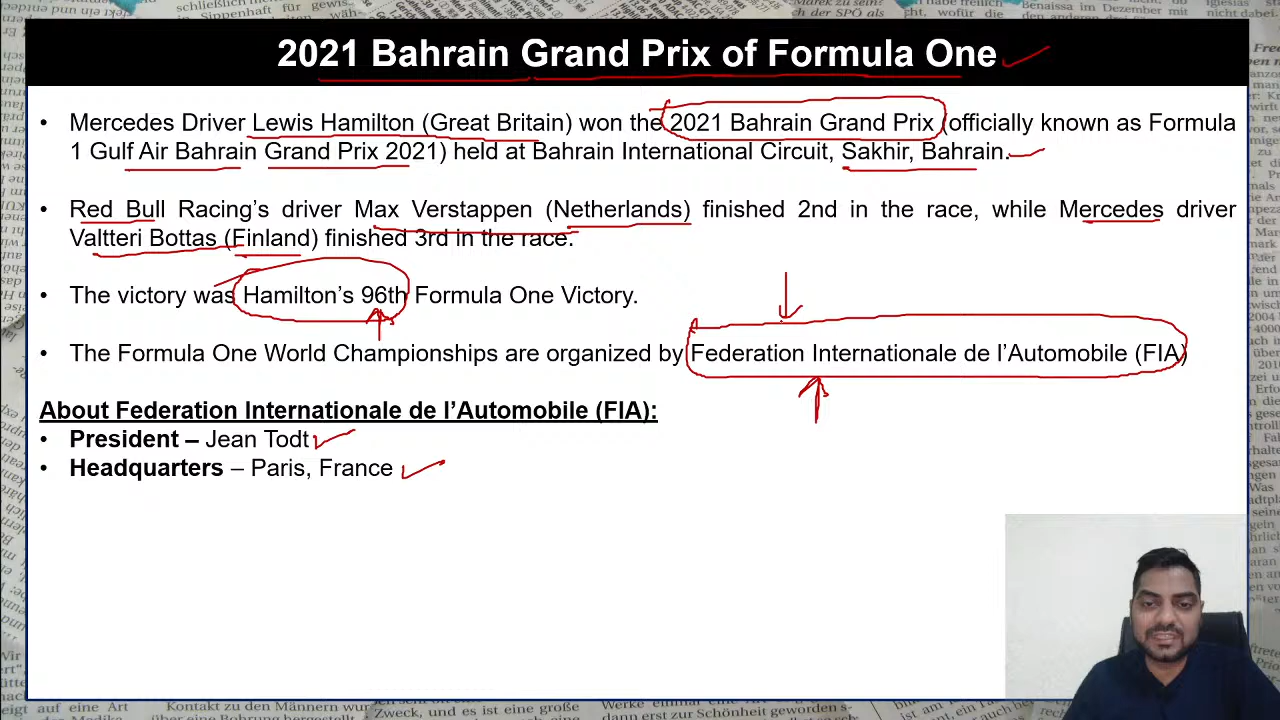 2021 Bahrain Grand Prix of Formula One
• Mercedes Driver Lewis Hamilton (Great Britain) won the 2021 Bahrain Grand Prix (officially known as Formula
1 Gulf Air Bahrain Grand Prix 2021) held at Bahrain International Circuit, Sakhir, Bahrain.
• Red Bull Racing's driver Max Verstappen (Netherlands) finished 2nd in the race, while Mercedes driver
Valtteri Bottas (Finland) finished 3rd in the race.
• The victory was Hamilton's 96th Formula One Victory.
• The Formula One World Championships are organized by Federation Internationale de l'Automobile (FIA)
About Federation Internationale de l'Automobile (FIA):
• President – Jean Todt
• Headquarters – Paris, France